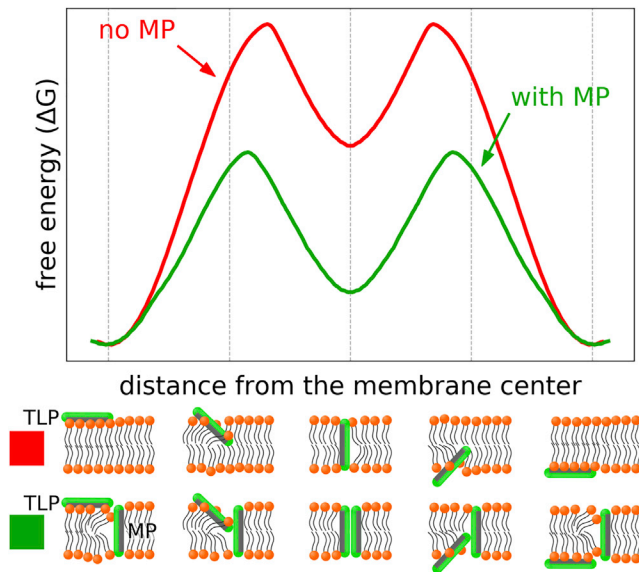 no MP
with MP
free energy (ΔG)
distance from the membrane center
TLP
TLP
MP